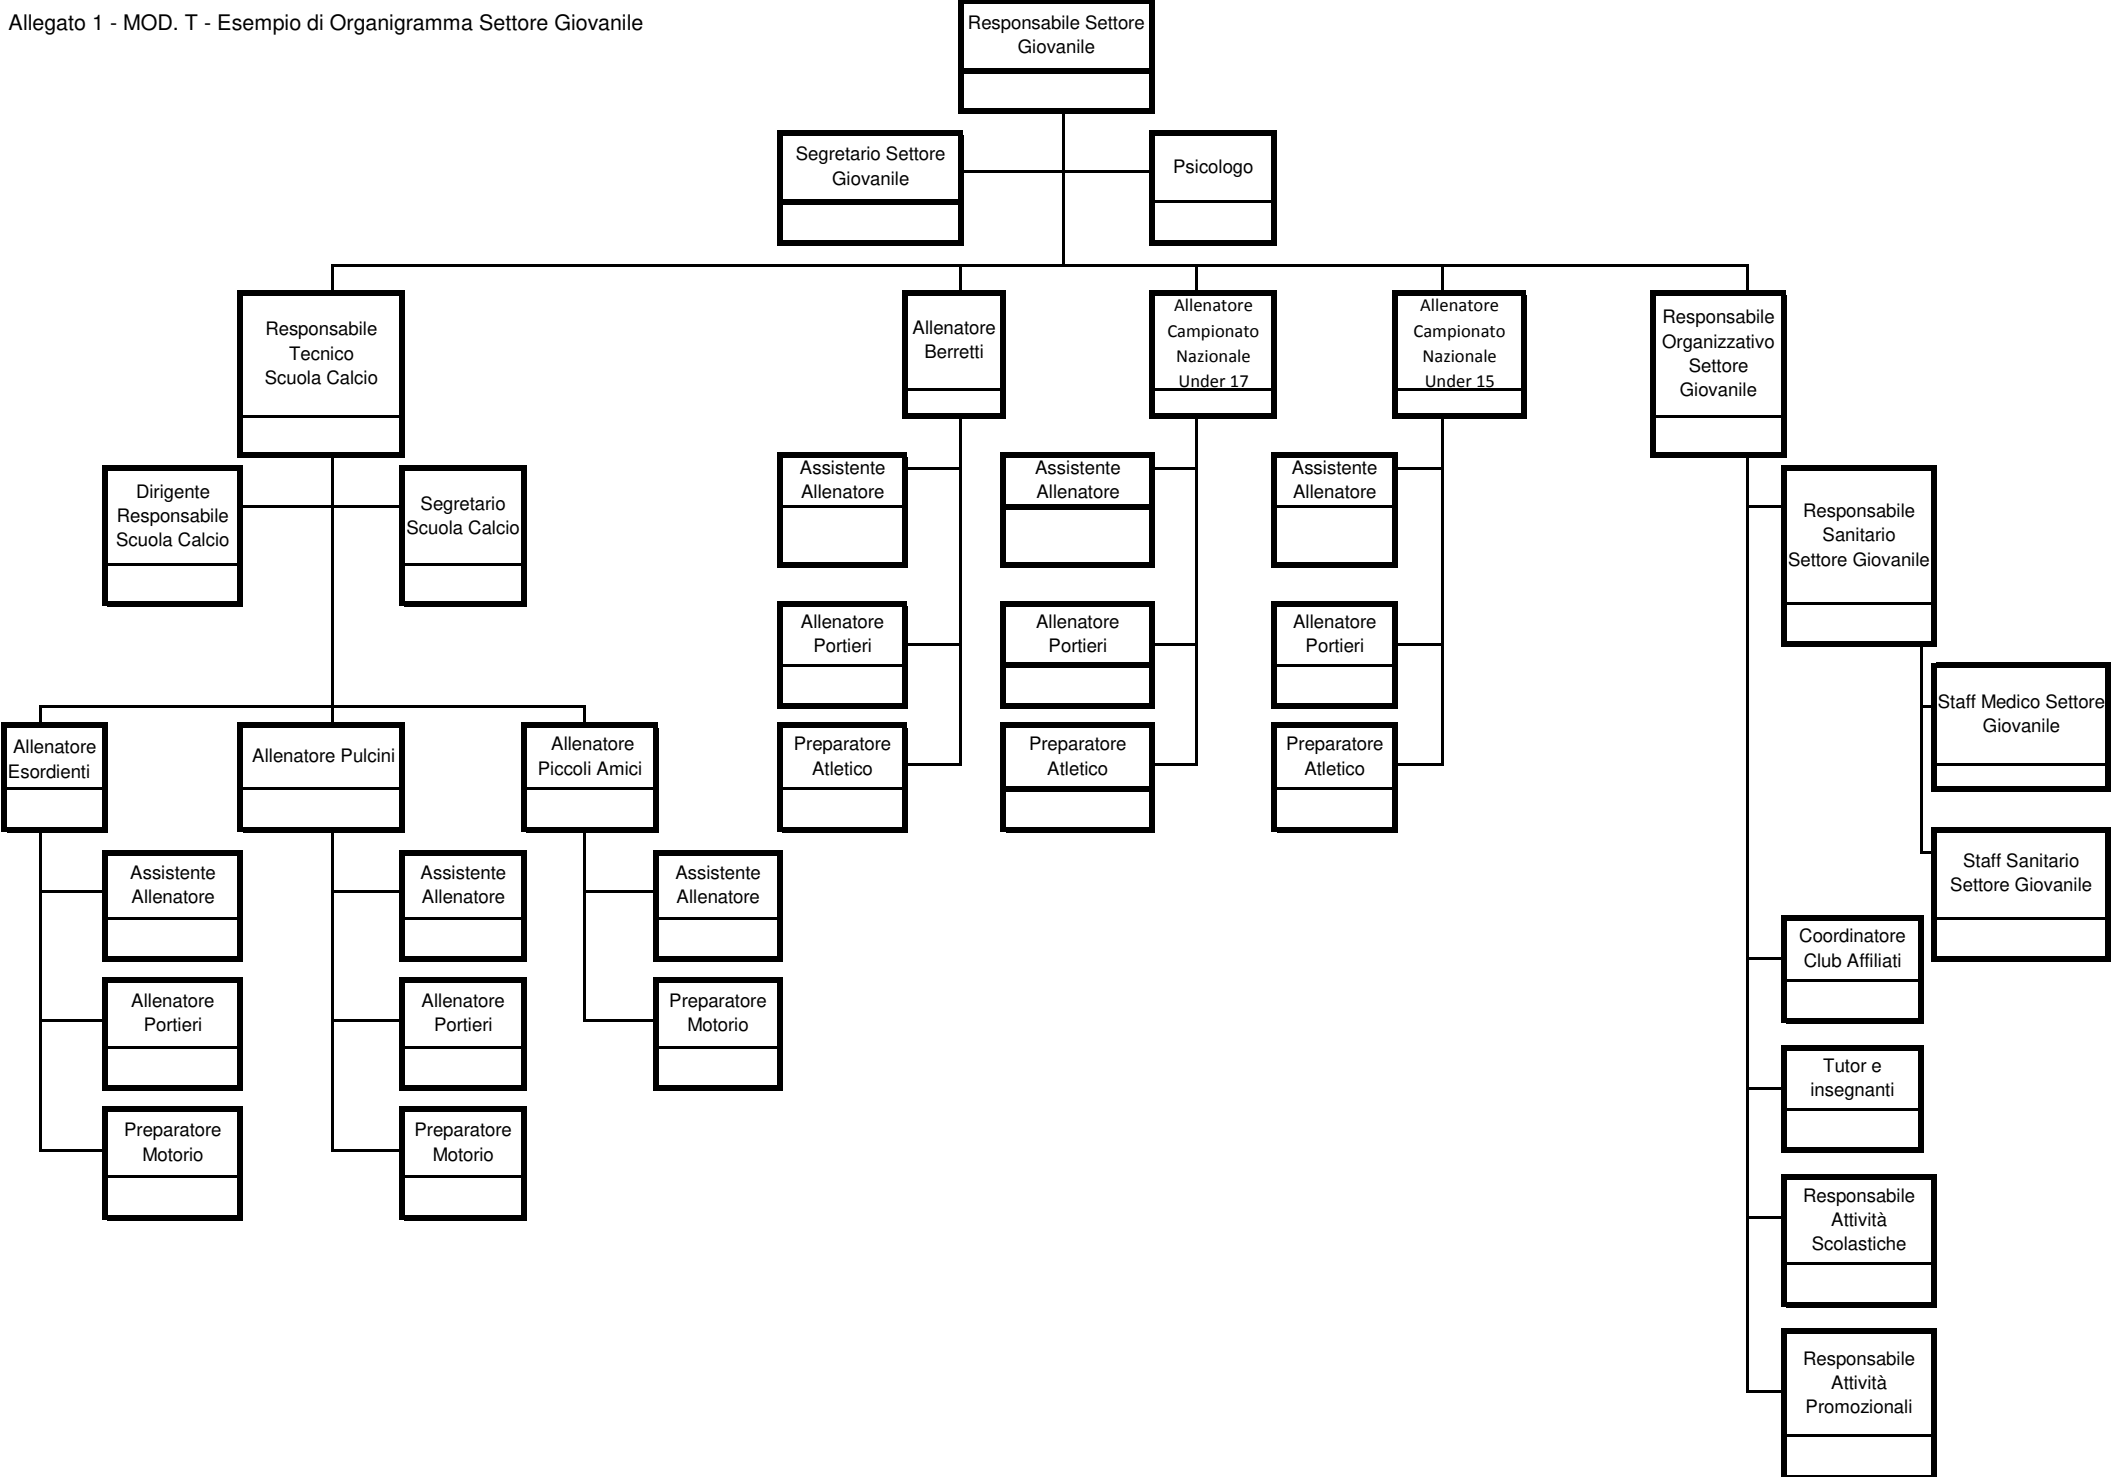 Allegato 1 - MOD. T - Esempio di Organigramma Settore Giovanile
Responsabile Settore
Giovanile
Segretario Settore
Giovanile
Psicologo
Responsabile
Tecnico
Scuola Calcio
Allenatore
Berretti
Allenatore
Campionato
Nazionale
Under 17
Allenatore
Campionato
Nazionale
Under 15
Responsabile
Organizzativo
Settore
Giovanile
Dirigente
Responsabile
Scuola Calcio
Segretario
Scuola Calcio
Assistente
Allenatore
Assistente
Allenatore
Assistente
Allenatore
Responsabile
Sanitario
Settore Giovanile
Allenatore
Portieri
Allenatore
Portieri
Allenatore
Portieri
Staff Medico Settore
Giovanile
Allenatore
Esordienti
Allenatore Pulcini
Allenatore
Piccoli Amici
Preparatore
Atletico
Preparatore
Atletico
Preparatore
Atletico
Staff Sanitario
Settore Giovanile
Assistente
Allenatore
Assistente
Allenatore
Assistente
Allenatore
Coordinatore
Club Affiliati
Allenatore
Portieri
Allenatore
Portieri
Preparatore
Motorio
Tutor e
insegnanti
Preparatore
Motorio
Preparatore
Motorio
Responsabile
Attività
Scolastiche
Responsabile
Attività
Promozionali